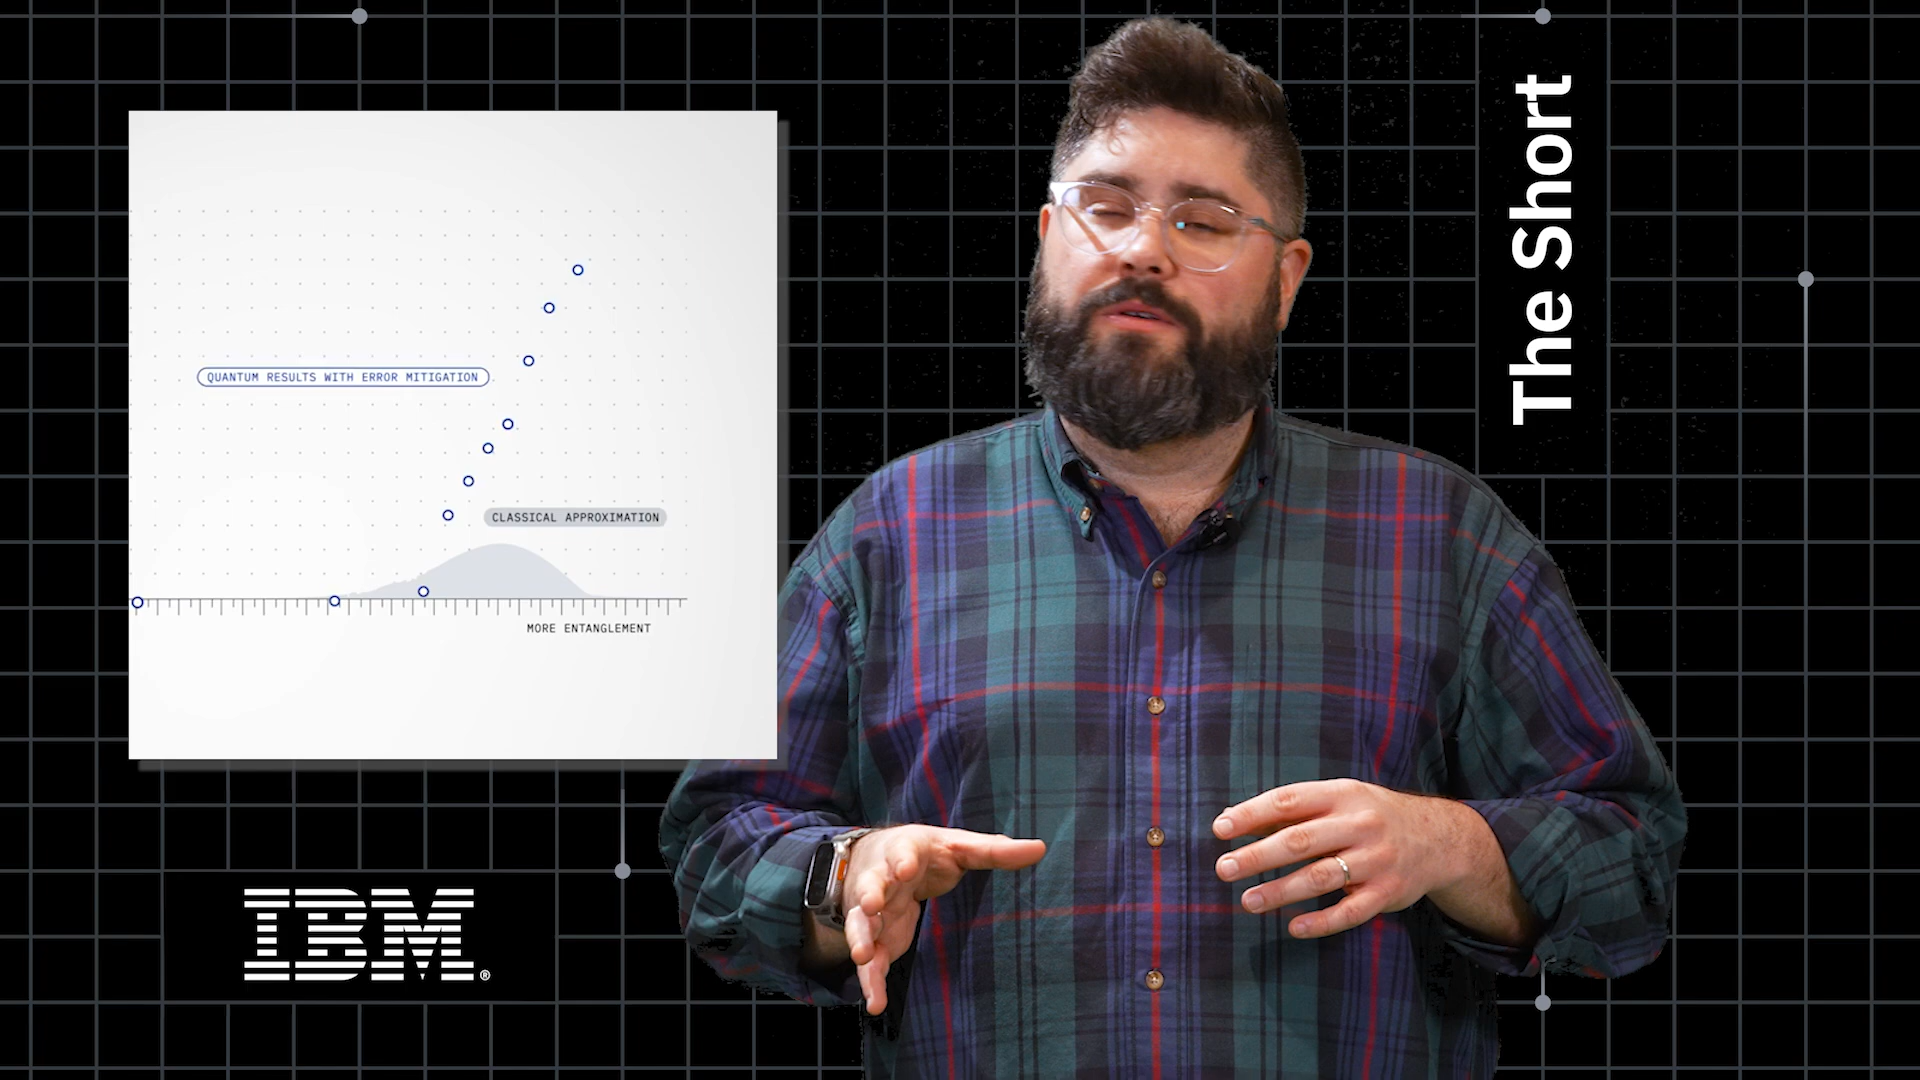 QUANTUM RESULTS WITH ERROR MITIGATION
CLASSICAL APPROXIMATION
MORE ENTANGLEMENT
The Short
IBM®